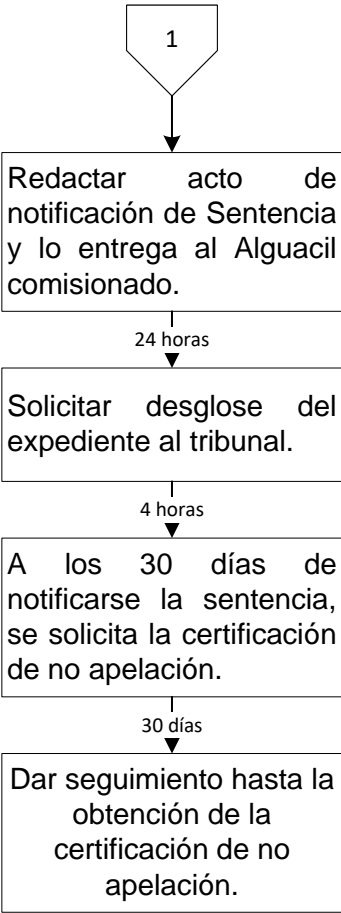 1
Redactar acto de
notificación de Sentencia
y lo entrega al Alguacil
comisionado.
24 horas
Solicitar desglose del
expediente al tribunal.
4 horas
A los 30 días de
notificarse la sentencia,
se solicita la certificación
de no apelación.
30 días
Dar seguimiento hasta la
obtención de la
certificación de no
apelación.